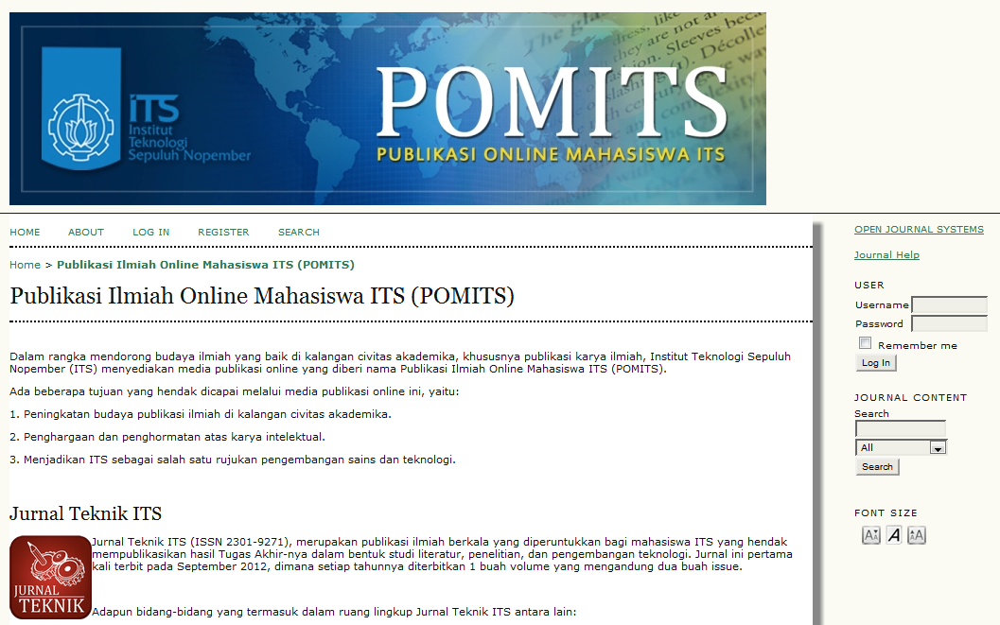 iTS
Institut
Teknologi
Sepuluh Nopember
POMITS
PUBLIKASI ONLINE MAHASISWA ITS
like
not an
dress.
they are not
Sleeves
Décolle
HOME ABOUT LOG IN REGISTER SEARCH
Home > Publikasi Ilmiah Online Mahasiswa ITS (POMITS)
Publikasi Ilmiah Online Mahasiswa ITS (POMITS)
Dalam rangka mendorong budaya ilmiah yang baik di kalangan civitas akademika, khususnya publikasi karya ilmiah, Institut Teknologi Sepuluh
Nopember (ITS) menyediakan media publikasi online yang diberi nama Publikasi Ilmiah Online Mahasiswa ITS (POMITS).
Ada beberapa tujuan yang hendak dicapai melalui media publikasi online ini, yaitu:
1. Peningkatan budaya publikasi ilmiah di kalangan civitas akademika.
2. Penghargaan dan penghormatan atas karya intelektual.
3. Menjadikan ITS sebagai salah satu rujukan pengembangan sains dan teknologi.
Jurnal Teknik ITS
JURNAL
TEKNIK
Jurnal Teknik ITS (ISSN 2301-9271), merupakan publikasi ilmiah berkala yang diperuntukkan bagi mahasiswa ITS yang hendak
mempublikasikan hasil Tugas Akhir-nya dalam bentuk studi literatur, penelitian, dan pengembangan teknologi. Jurnal ini pertama
kali terbit pada September 2012, dimana setiap tahunnya diterbitkan 1 buah volume yang mengandung dua buah issue.
Adapun bidang-bidang yang termasuk dalam ruang lingkup Jurnal Teknik ITS antara lain:
OPEN JOURNAL SYSTEMS
Journal Help
USER
Username
Password
Remember me
Log In
JOURNAL CONTENT
Search
All
Search
FONT SIZE
A A A A A